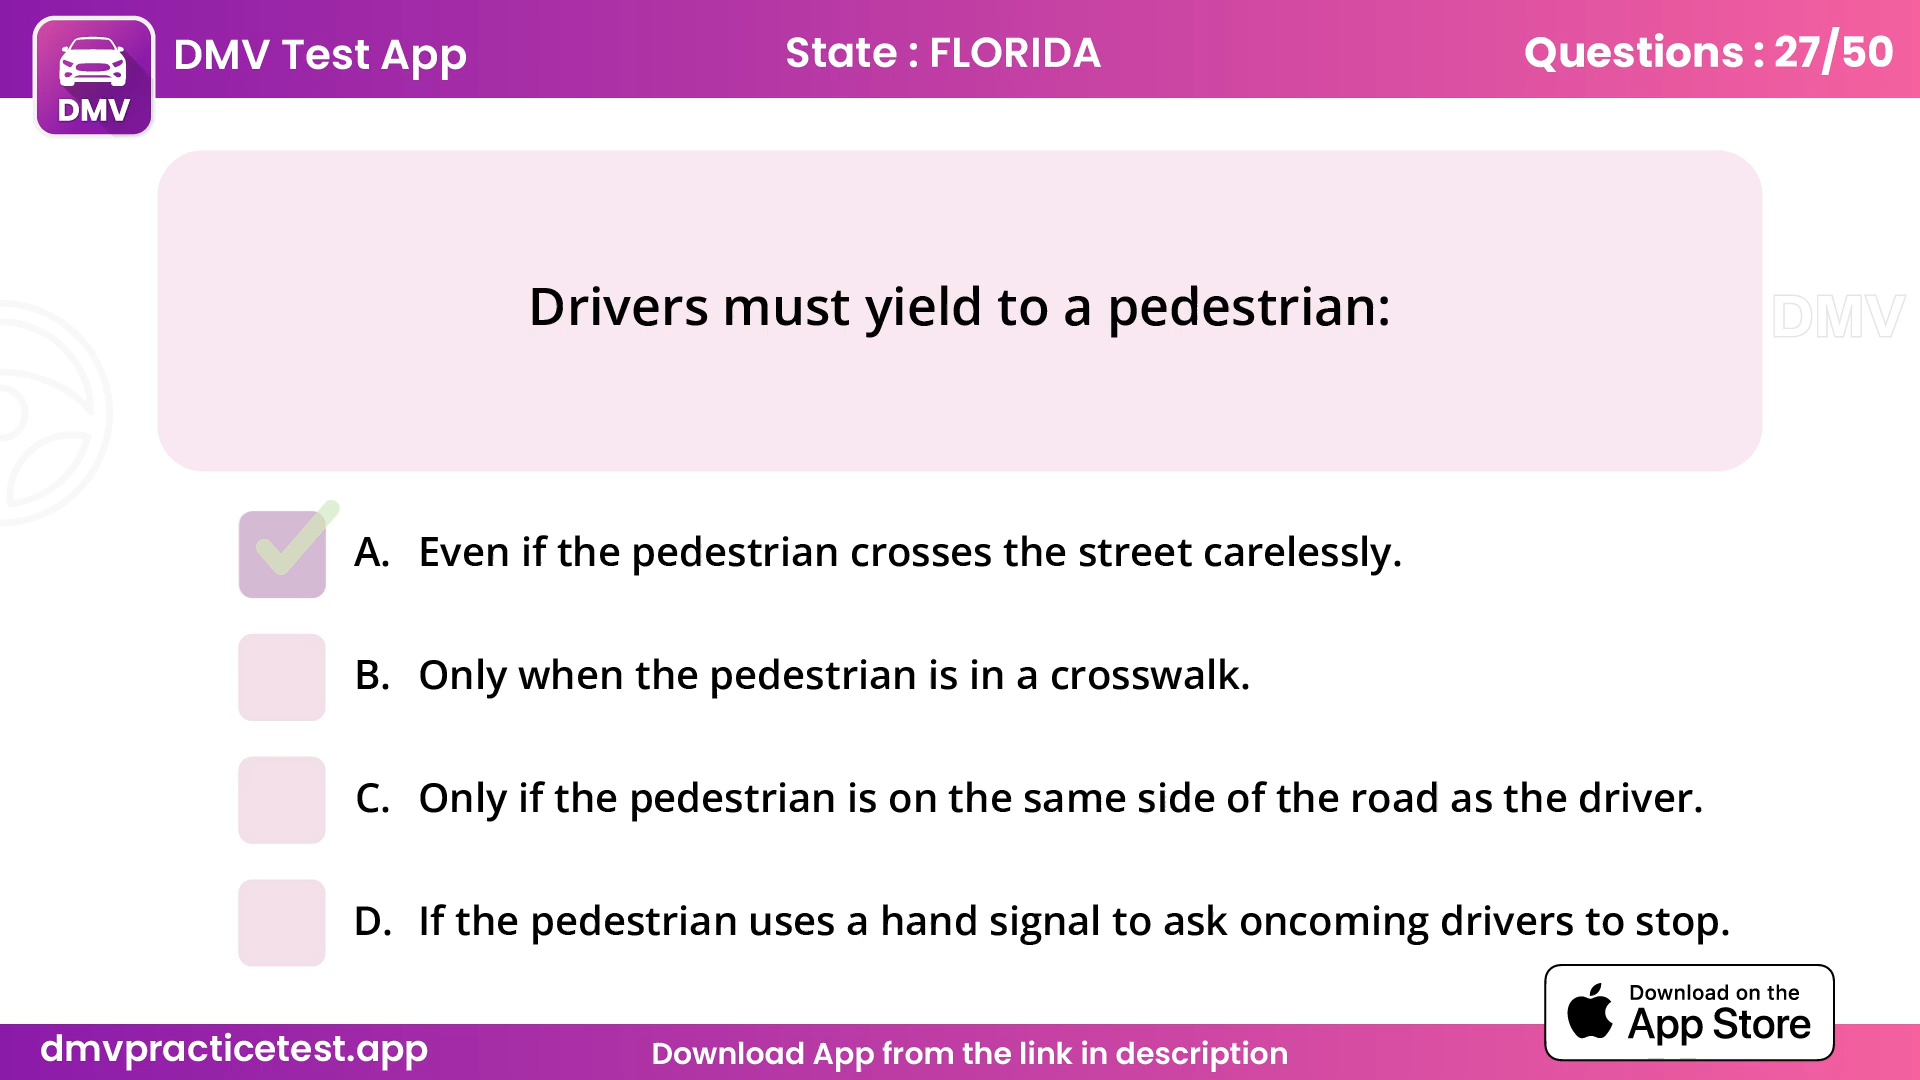 DMV
DMV Test App
State : FLORIDA
Questions : 27/50
Drivers must yield to a pedestrian:
DMV
A. Even if the pedestrian crosses the street carelessly.
B. Only when the pedestrian is in a crosswalk.
C. Only if the pedestrian is on the same side of the road as the driver.
D. If the pedestrian uses a hand signal to ask oncoming drivers to stop.
Download on the
App Store
dmvpracticetest.app
Download App from the link in description